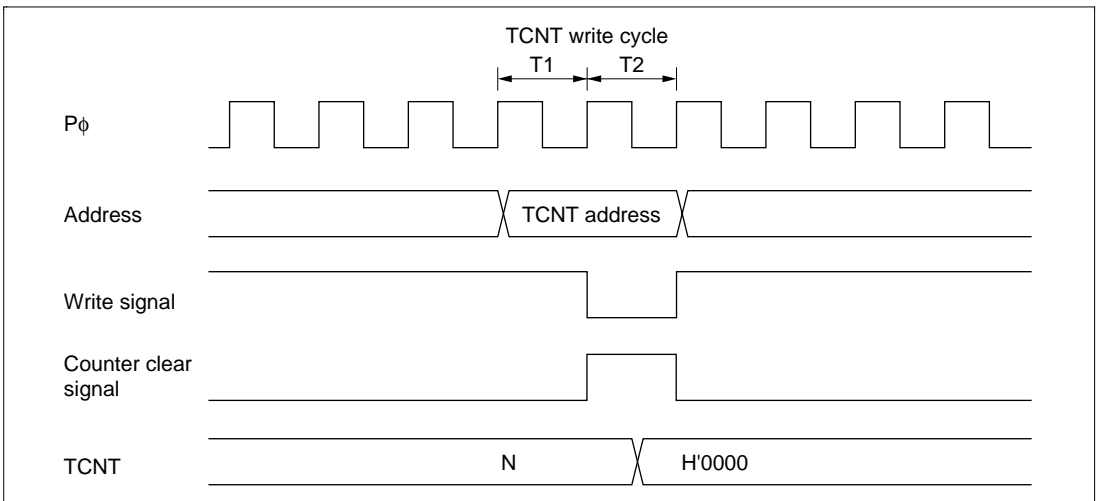 TCNT write cycle
T1 T2
Pϕ
Address
TCNT address
Write signal
Counter clear
signal
TCNT
N
H'0000